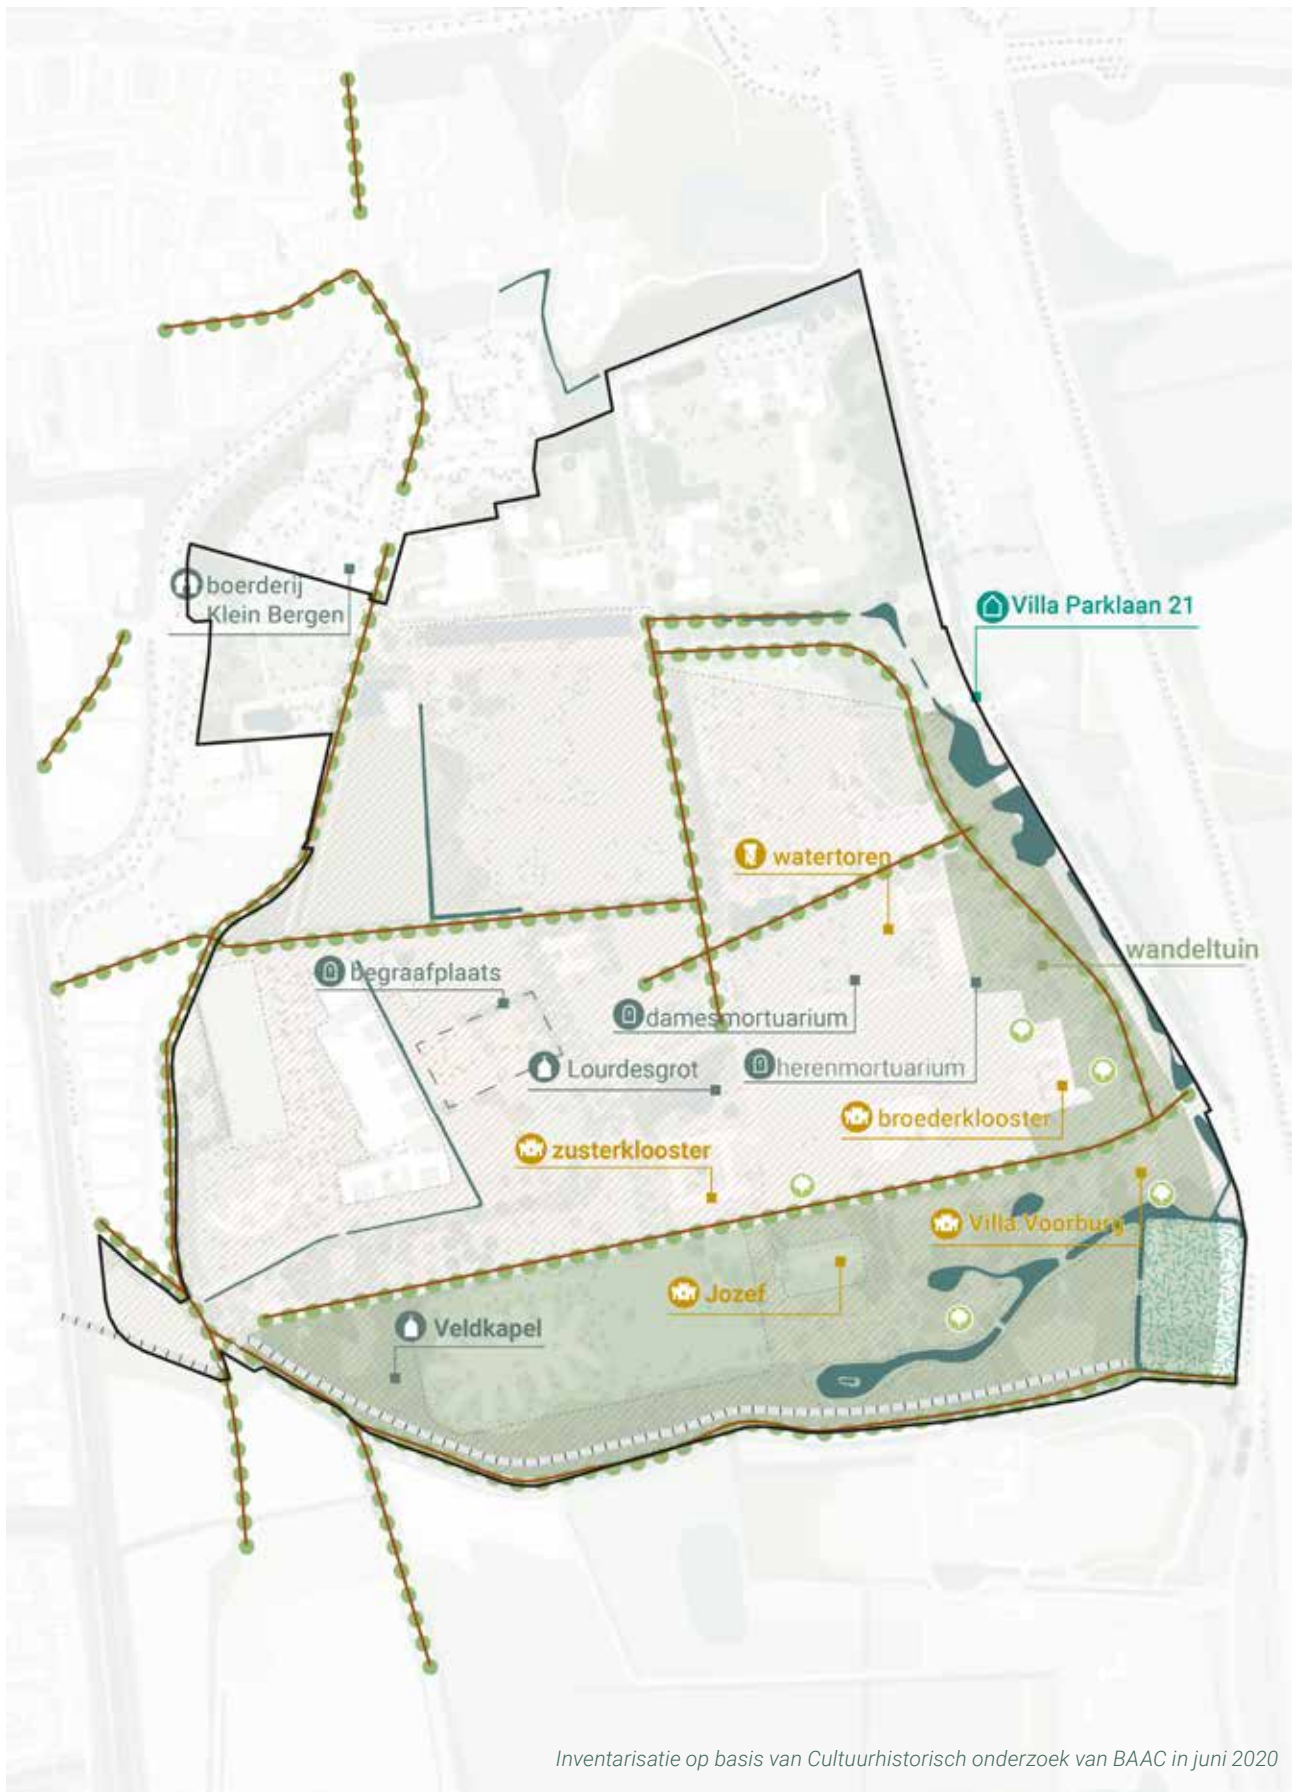 boerderij
Klein Bergen
Villa Parklaan 21
watertoren
wandeltuin
begraafplaats
damesmortuarium
Lourdesgrot
herenmortuarium
broederklooster
zusterklooster
Villa Voorburg
Jozef
Veldkapel
Inventarisatie op basis van Cultuurhistorisch onderzoek van BAAC in juni 2020